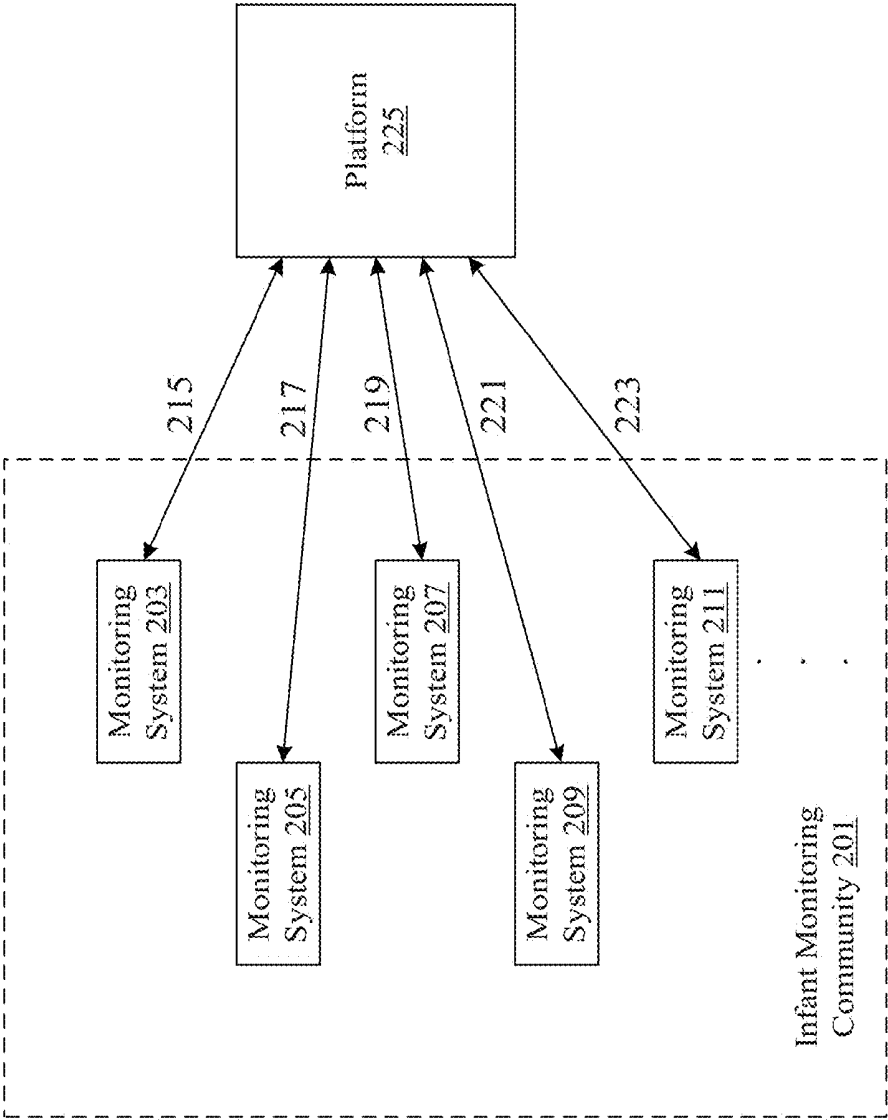 Platform
225
215
217
219
221
223
Monitoring
System 203
Monitoring
System 205
Monitoring
System 207
Monitoring
System 209
Monitoring
System 211
Infant Monitoring
Community 201